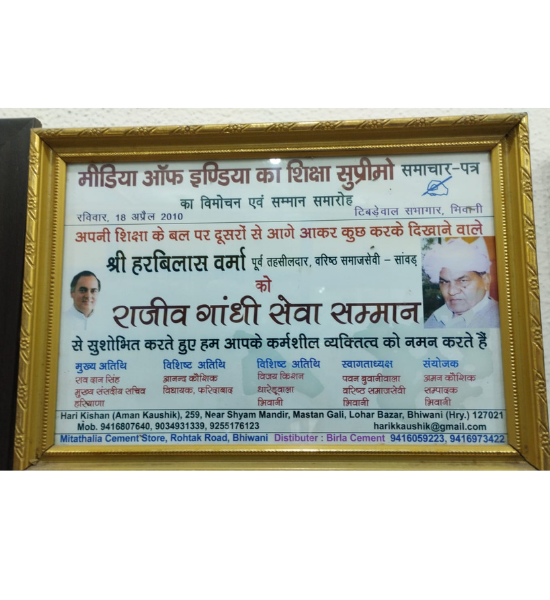 मीडिया ऑफ इण्डिया का शिक्षा सुप्रीमो समाचार-पत्र
का विमोचन एवं सम्मान समारोह
रविवार, 18 अप्रैल 2010 टिबड़ेवाल सभागार, भिवानी
अपनी शिक्षा के बल पर दूसरों से आगे आकर कुछ करके दिखाने वाले
श्री हरबिलास वर्मा पूर्व तहसीलदार, वरिष्ठ समाजसेवी - सांवड़
को
राजीव गांधी सेवा सम्मान
से सुशोभित करते हुए हम आपके कर्मशील व्यक्तित्व को नमन करते हैं
मुख्य अतिथि विशिष्ट अतिथि विशिष्ट अतिथि स्वागताध्यक्ष संयोजक
राव दान सिंह आनन्द कौशिक विजय किशन पवन बुवानीवाला अमन कौशिक
मुख्य संसदीय सचिव विधायक, फरिदाबाद धारेडूवाला वरिष्ठ समाजसेवी सम्पादक
हरियाणा भिवानी भिवानी भिवानी
Hari Kishan (Aman Kaushik), 259, Near Shyam Mandir, Mastan Gali, Lohar Bazar, Bhiwani (Hry.) 127021
Mob. 9416807640, 9034931339, 9255176123 harikkaushik@gmail.com
Mitathalia Cement Store, Rohtak Road, Bhiwani Distibuter : Birla Cement 9416059223, 9416973422